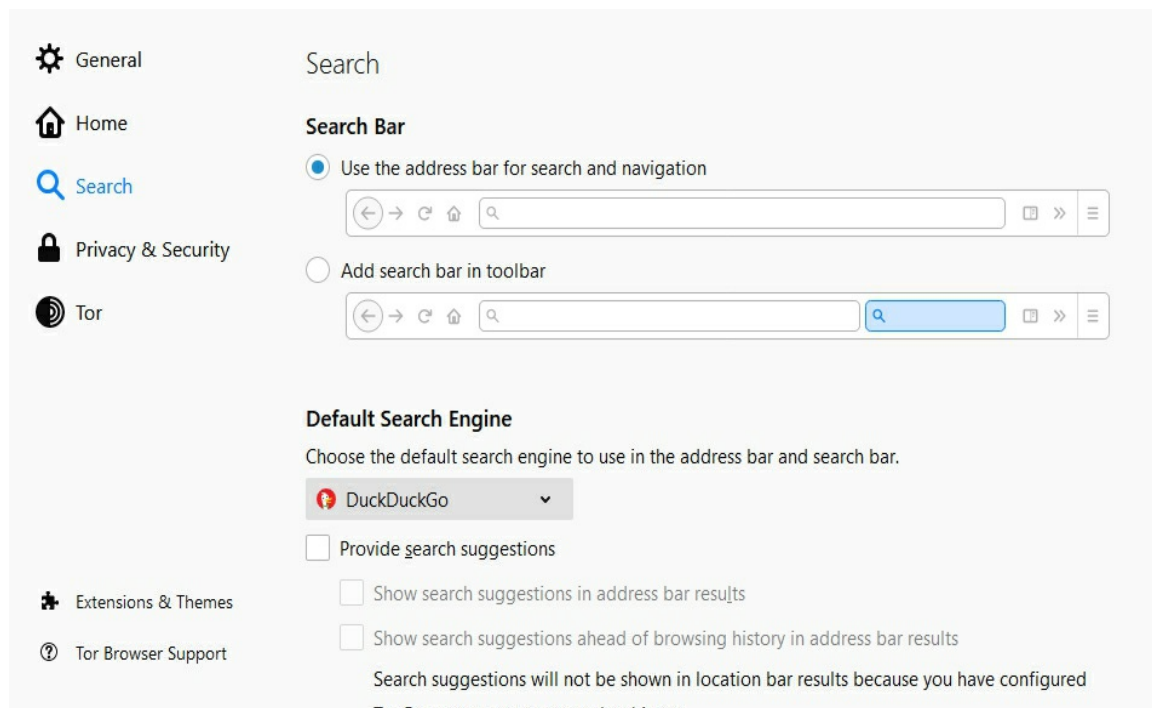 General
Home
Search
Privacy & Security
Tor
Extensions & Themes
Tor Browser Support
Search
Search Bar
Use the address bar for search and navigation
Add search bar in toolbar
Default Search Engine
Choose the default search engine to use in the address bar and search bar.
DuckDuckGo
Provide search suggestions
Show search suggestions in address bar results
Show search suggestions ahead of browsing history in address bar results
Search suggestions will not be shown in location bar results because you have configured